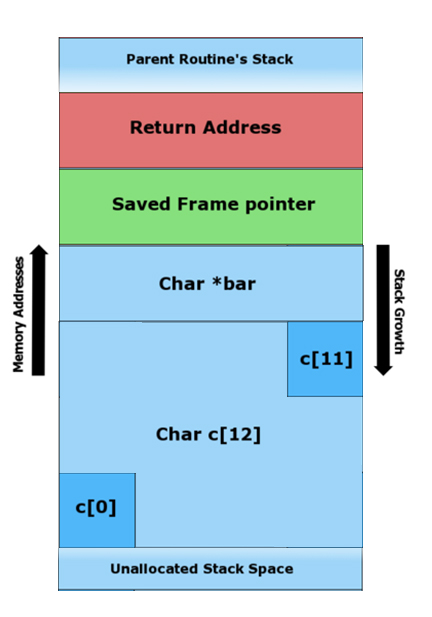 Parent Routine's Stack
Return Address
Saved Frame pointer
Memory Addresses
Char *bar
Stack Growth
c[11]
Char c[12]
c[0]
Unallocated Stack Space